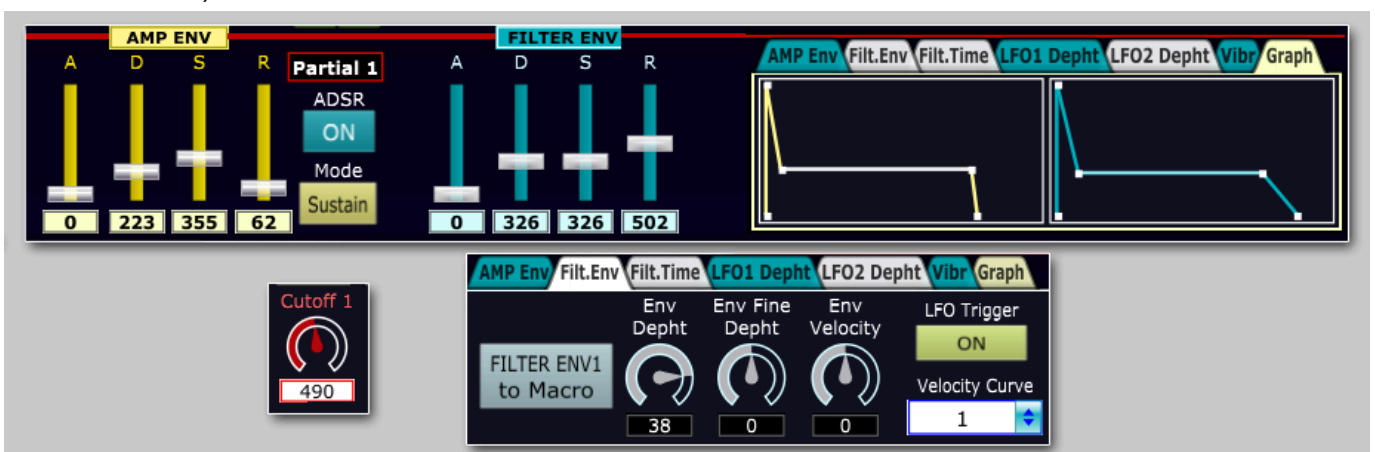 AMP ENV FILTER ENV
A D S R Partial 1 A D S R AMP Env Filt.Env Filt.Time LFO1 Depht LFO2 Depht Vibr Graph
ADSR
ON
Mode
Sustain
0 223 355 62 0 326 326 502
AMP Env Filt.Env Filt.Time LFO1 Depht LFO2 Depht Vibr Graph
Cutoff 1
490
Env Depht Env Fine Depht Env Velocity LFO Trigger
ON
FILTER ENV1
to Macro
Velocity Curve
38 0 0 1